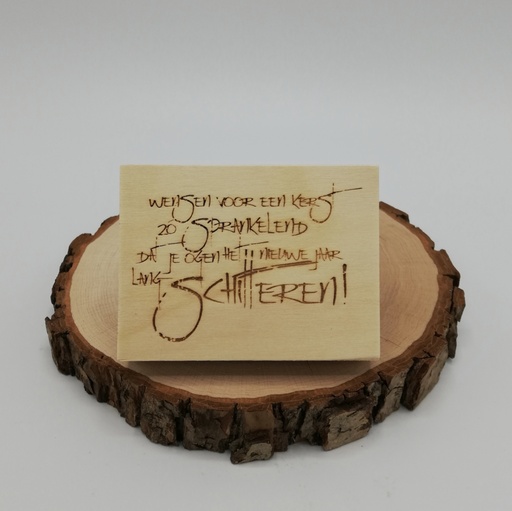 wensen voor een kerst
zo sprankelend
dat je ogen het nieuwe jaar
lang
Schitteren!